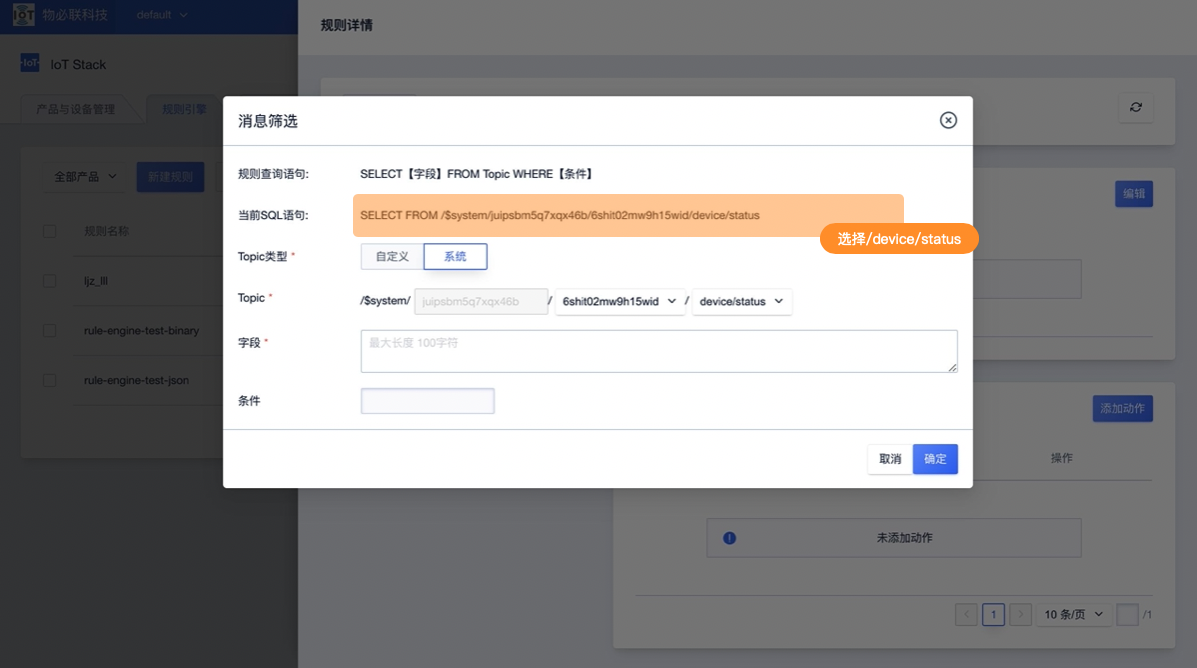 IoT 物必联科技 default
规则详情
IoT IoT Stack
产品与设备管理 规则引擎
消息筛选
规则查询语句: SELECT【字段】FROM Topic WHERE【条件】
全部产品 新建规则
编辑
当前SQL语句: SELECT FROM /$system/juipsbm5q7xqx46b/6shit02mw9h15wid/device/status
规则名称
选择/device/status
Topic类型 * 自定义 系统
ljz_lll
Topic * /$system/ juipsbm5q7xqx46b / 6shit02mw9h15wid / device/status
rule-engine-test-binary
字段 * 最大长度 100字符
rule-engine-test-json
条件
添加动作
取消 确定
操作
! 未添加动作
< 1 > 10 条/页 /1